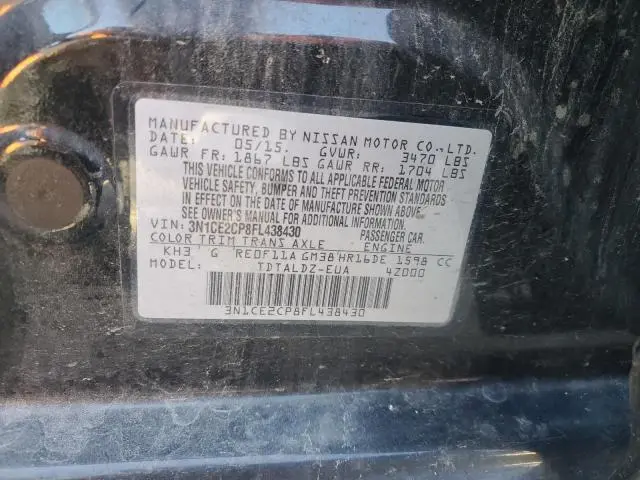 MANUFACTURED BY NISSAN MOTOR CO.,LTD.
DATE: 05/15. GVWR: 3470 LBS
GAWR FR: 1867 LBS GAWR RR: 1704 LBS
THIS VEHICLE CONFORMS TO ALL APPLICABLE FEDERAL MOTOR
VEHICLE SAFETY, BUMPER AND THEFT PREVENTION STANDARDS
IN EFFECT ON THE DATE OF MANUFACTURE SHOWN ABOVE.
SEE OWNER'S MANUAL FOR ADDITIONAL INFORMATION.
VIN: 3N1CE2CP8FL438430 PASSENGER CAR.
COLOR TRIM TRANS AXLE ENGINE
KH3 G RE0F11A GM38 HR16DE 1598 CC
MODEL: TDTALDZ-EUA 4Z000
3N1CE2CP8FL438430